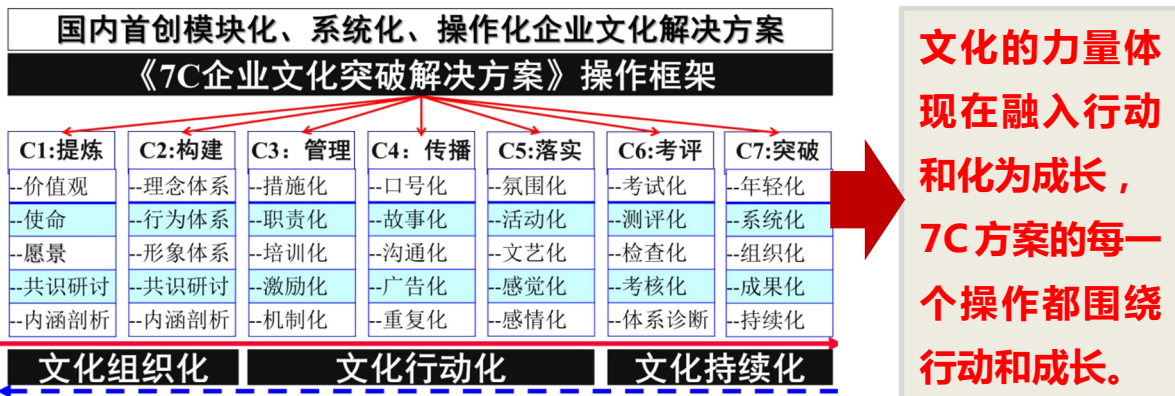 国内首创模块化、系统化、操作化企业文化解决方案
《7C企业文化突破解决方案》操作框架
C1:提炼 C2:构建 C3：管理 C4：传播 C5:落实 C6:考评 C7:突破
--价值观 --理念体系 --措施化 --口号化 --氛围化 --考试化 --年轻化
--使命 --行为体系 --职责化 --故事化 --活动化 --测评化 --系统化
--愿景 --形象体系 --培训化 --沟通化 --文艺化 --检查化 --组织化
--共识研讨 --共识研讨 --激励化 --广告化 --感觉化 --考核化 --成果化
--内涵剖析 --内涵剖析 --机制化 --重复化 --感情化 --体系诊断 --持续化
文化组织化 文化行动化 文化持续化
文化的力量体
现在融入行动
和化为成长，
7C方案的每一
个操作都围绕
行动和成长。